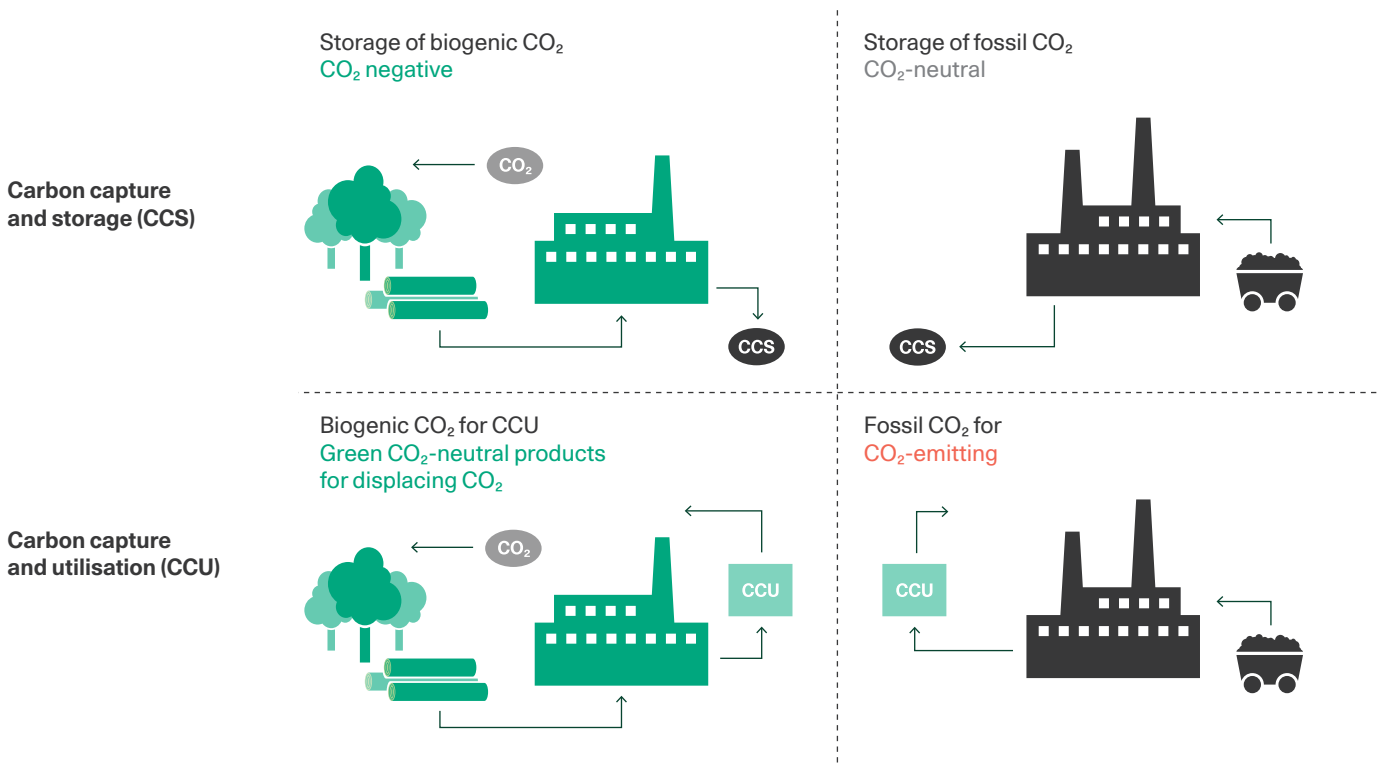 Storage of biogenic CO₂
CO₂ negative
Storage of fossil CO₂
CO₂-neutral
Carbon capture
and storage (CCS)
CO₂
CCS
CCS
Biogenic CO₂ for CCU
Green CO₂-neutral products
for displacing CO₂
Fossil CO₂ for
CO₂-emitting
Carbon capture
and utilisation (CCU)
CO₂
CCU
CCU